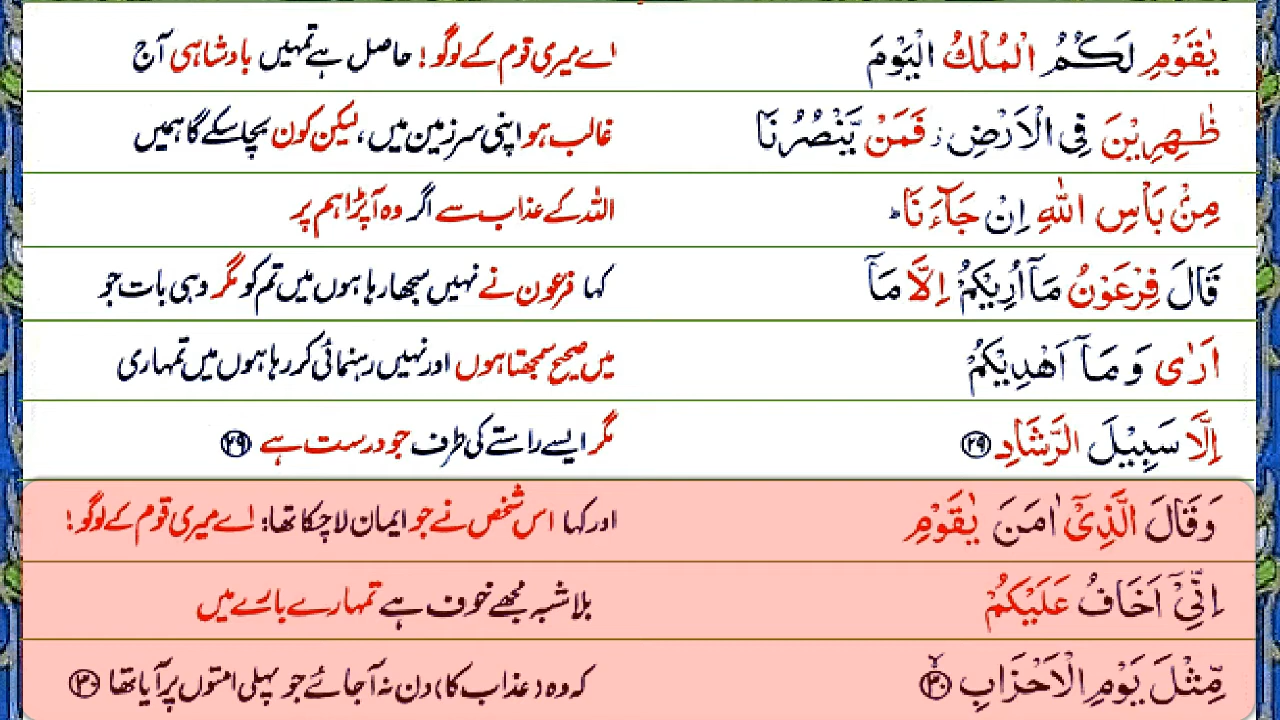 يٰقَوْمِ لَكُمُ الْمُلْكُ الْيَوْمَ اے میری قوم کے لوگو! حاصل ہے تمہیں بادشاہی آج
ظٰهِرِيْنَ فِي الْاَرْضِ ز فَمَنْ يَّنْصُرُنَا غالب ہو اپنی سرزمین میں، لیکن کون بچا سکے گا ہمیں
مِنْۢ بَاْسِ اللّٰهِ اِنْ جَآءَنَا ط اللہ کے عذاب سے اگر وہ آپڑا ہم پر
قَالَ فِرْعَوْنُ مَآ اُرِيْكُمْ اِلَّا مَآ کہا فرعون نے نہیں سمجھا رہا ہوں میں تم کو مگر وہی بات جو
اَرٰى وَ مَآ اَهْدِيْكُمْ میں صحیح سمجھتا ہوں اور نہیں رہنمائی کر رہا ہوں میں تمہاری
اِلَّا سَبِيْلَ الرَّشَادِ ۲۹ مگر ایسے راستے کی طرف جو درست ہے ۲۹
وَقَالَ الَّذِيْٓ اٰمَنَ يٰقَوْمِ اور کہا اس شخص نے جو ایمان لا چکا تھا: اے میری قوم کے لوگو!
اِنِّيْٓ اَخَافُ عَلَيْكُمْ بلا شبہ مجھے خوف ہے تمہارے بارے میں
مِّثْلَ يَوْمِ الْاَحْزَابِ ۳۰ کہ وہ (عذاب کا) دن نہ آجائے جو پہلی امتوں پر آیا تھا ۳۰